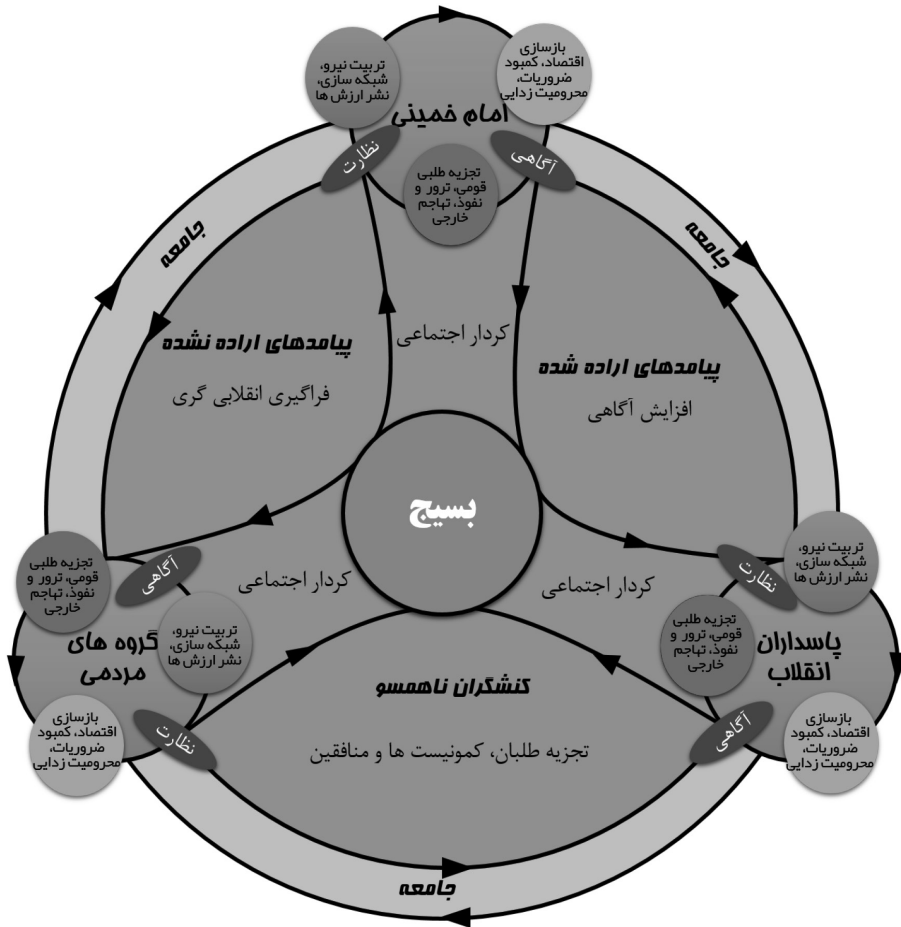 تربیت نیرو،
شبکه سازی،
نشر ارزش ها
بازسازی
اقتصاد، کمبود
ضروریات،
محرومیت زدایی
امام خمینی
نظارت
آگاهی
تجزیه طلبی
قومی، ترور و
نفوذ، تهاجم
خارجی
جامعه
جامعه
کردار اجتماعی
پیامدهای اراده شده
افزایش آگاهی
پیامدهای اراده نشده
فراگیری انقلابی گری
بسیج
تربیت نیرو،
شبکه سازی،
نشر ارزش ها
نظارت
تجزیه طلبی
قومی، ترور و
نفوذ، تهاجم
خارجی
پاسداران
انقلاب
آگاهی
بازسازی
اقتصاد، کمبود
ضروریات،
محرومیت زدایی
کردار اجتماعی
کردار اجتماعی
تجزیه طلبی
قومی، ترور و
نفوذ، تهاجم
خارجی
آگاهی
تربیت نیرو،
شبکه سازی،
نشر ارزش ها
گروه های
مردمی
نظارت
بازسازی
اقتصاد، کمبود
ضروریات،
محرومیت زدایی
کنشگران ناهمسو
تجزیه طلبان، کمونیست ها و منافقین
جامعه